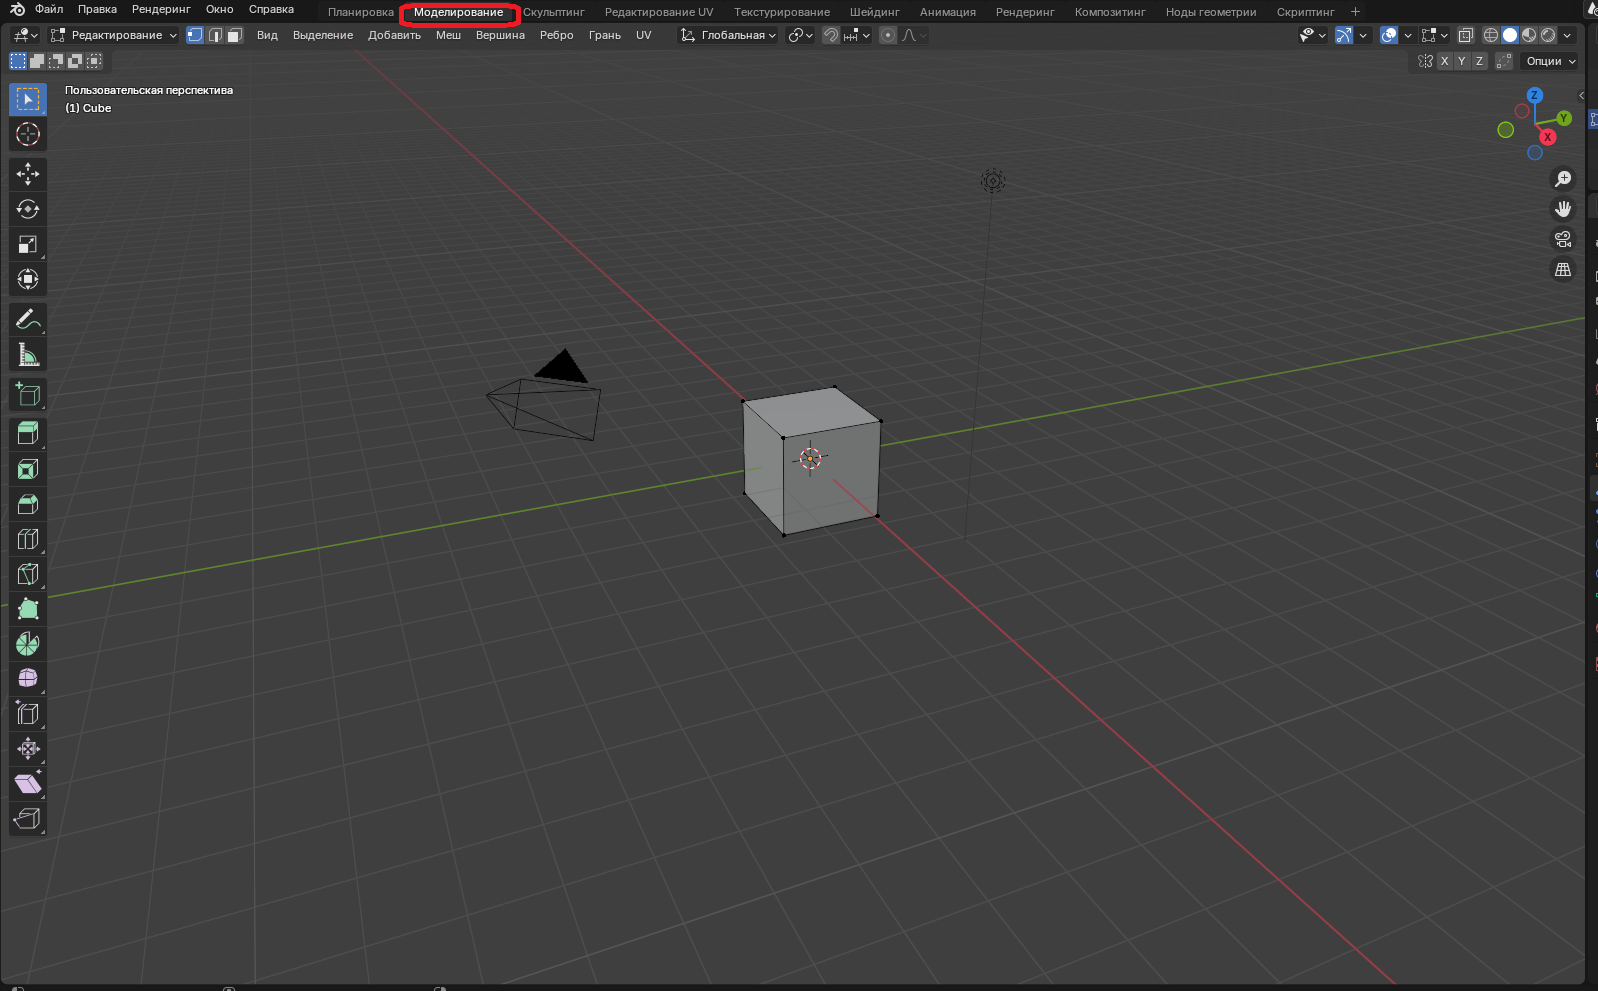 Файл Правка Рендеринг Окно Справка Планировка Моделирование Скульптинг Редактирование UV Текстурирование Шейдинг Анимация Рендеринг Композитинг Ноды геометрии Скриптинг +
Редактирование Вид Выделение Добавить Меш Вершина Ребро Грань UV Глобальная
X Y Z Опции
Пользовательская перспектива
(1) Cube
Z
Y
X